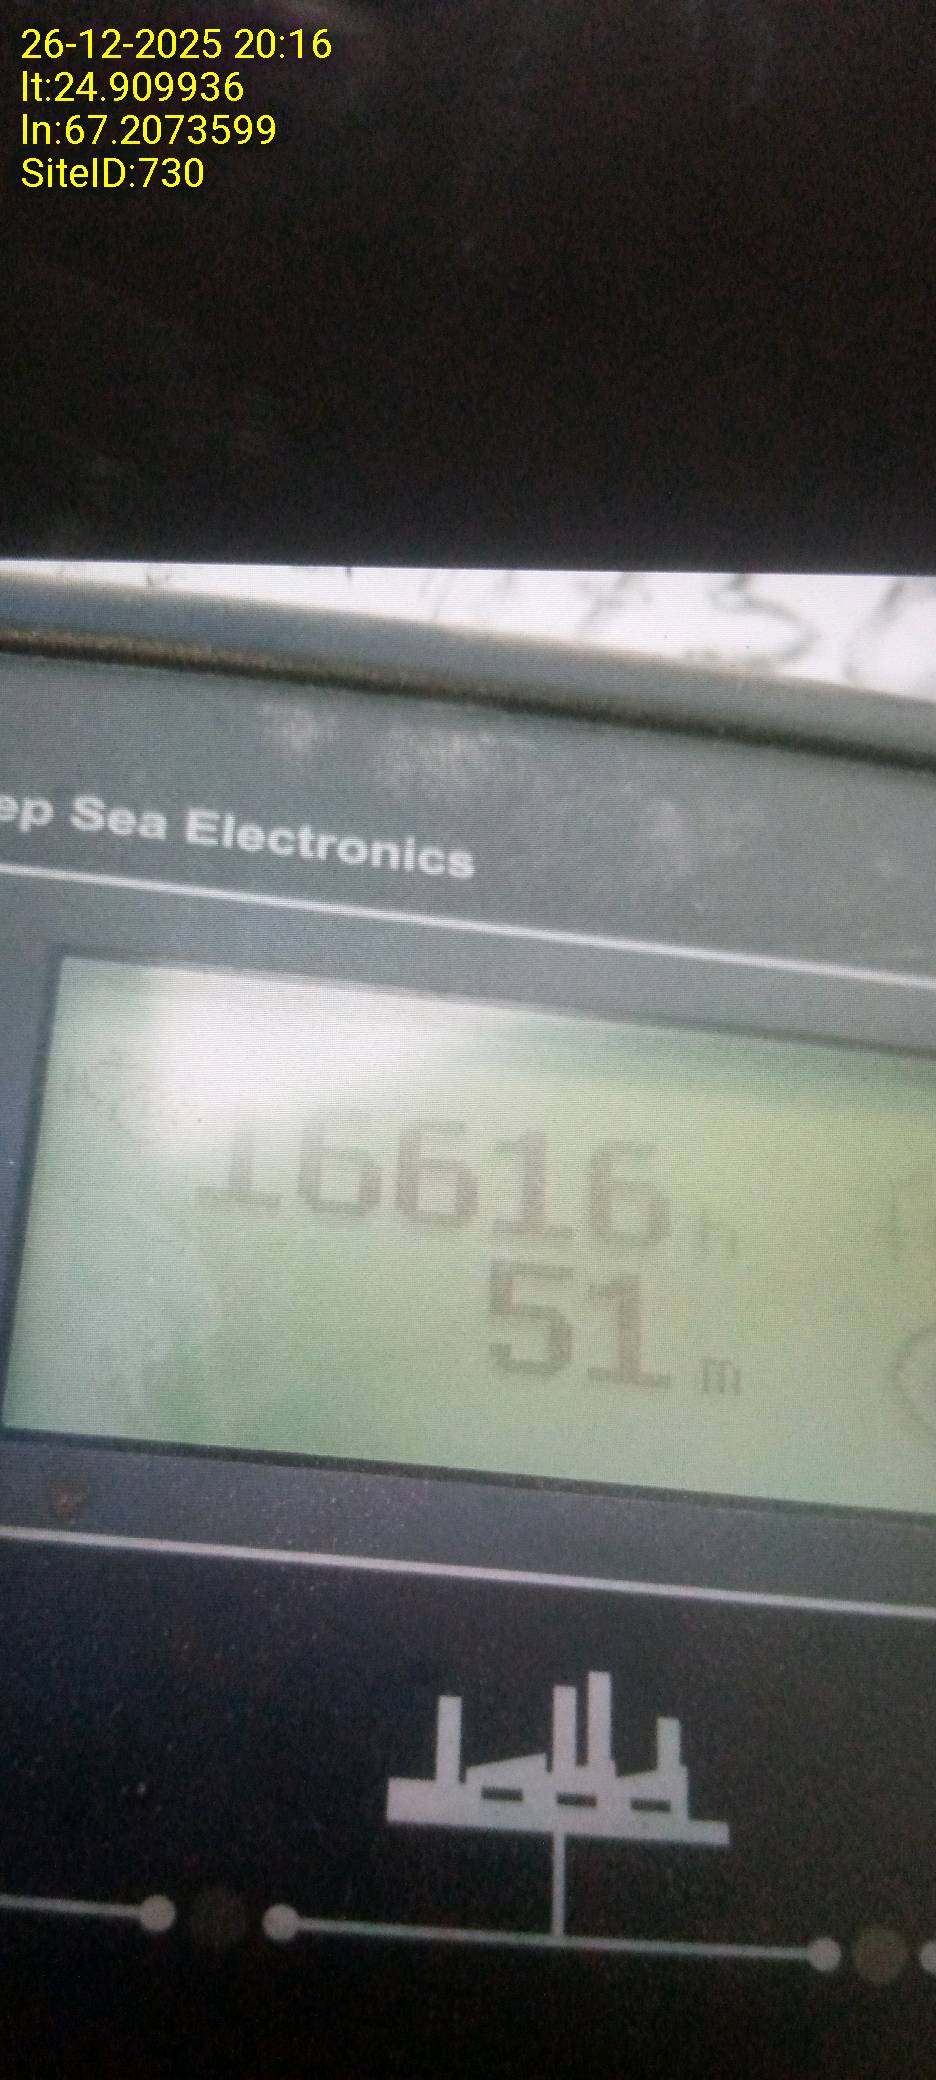 26-12-2025 20:16
lt:24.909936
ln:67.2073599
SiteID:730
ep Sea Electronics
16616 h
51 m